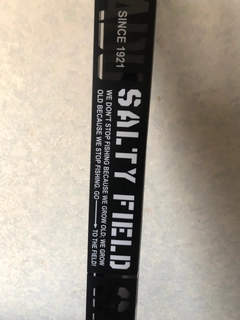 SINCE 1921
SALTY FIELD
WE DON'T STOP FISHING BECAUSE WE GROW OLD; WE GROW
OLD BECAUSE WE STOP FISHING. GO → TO THE FIELD!